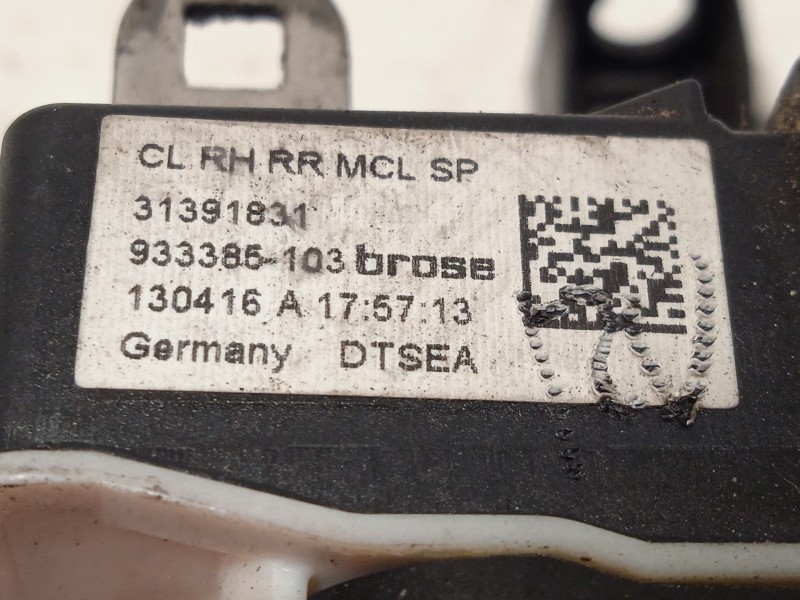 CL RH RR MCL SP
31391831
933385-103 brose
130416 A 17:57:13
Germany DTSEA